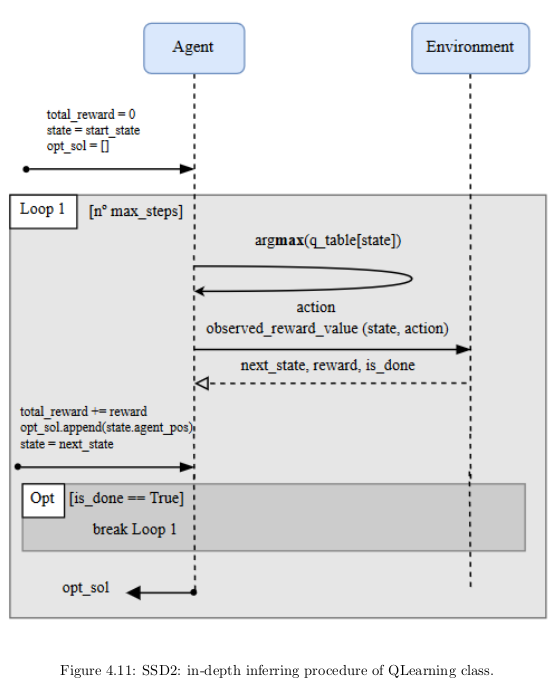 Agent
Environment
total_reward = 0
state = start_state
opt_sol = []
Loop 1
[n° max_steps]
argmax(q_table[state])
action
observed_reward_value (state, action)
next_state, reward, is_done
total_reward += reward
opt_sol.append(state.agent_pos)
state = next_state
Opt
[is_done == True]
break Loop 1
opt_sol
Figure 4.11: SSD2: in-depth inferring procedure of QLearning class.